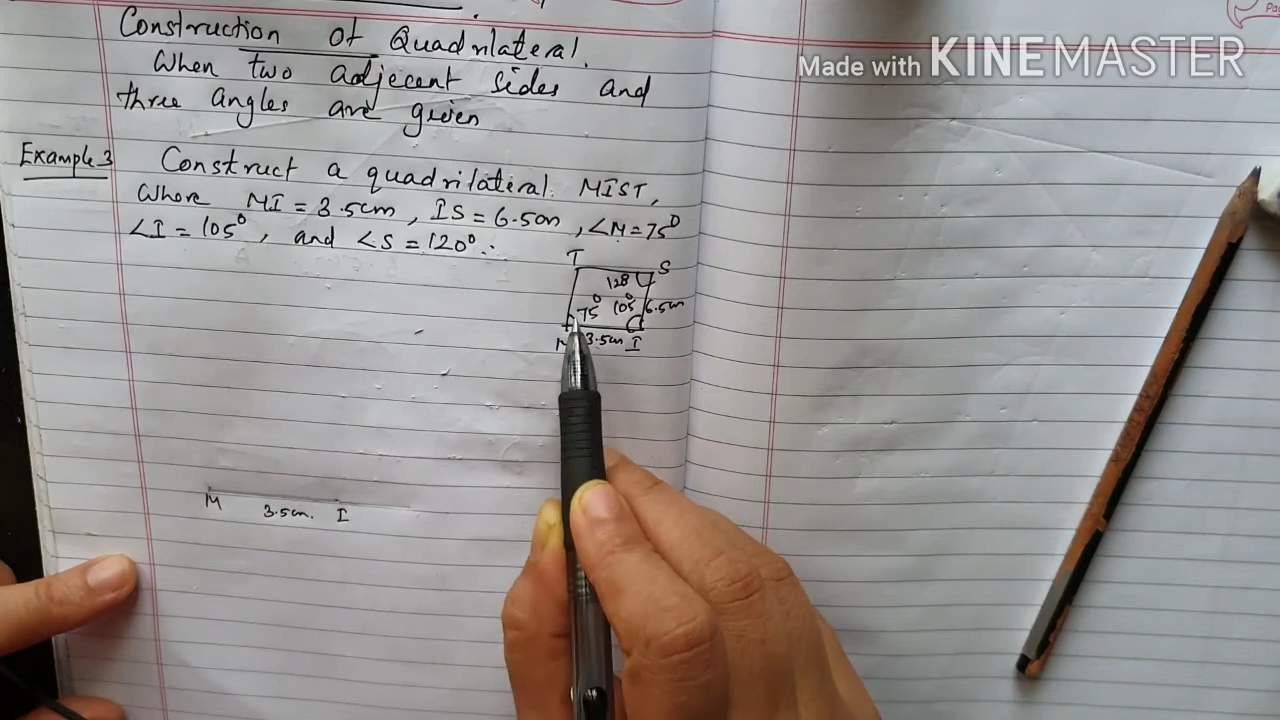 Construction of Quadrilateral.
When two adjecent sides and
three angles are given
Example 3 Construct a quadrilateral MIST,
Where MI = 3.5cm, IS = 6.5cm, ∠M = 75°
∠I = 105°, and ∠S = 120°.
T
S
120
75° 105° 6.5cm
M 3.5cm I
M 3.5cm. I
Made with KINEMASTER